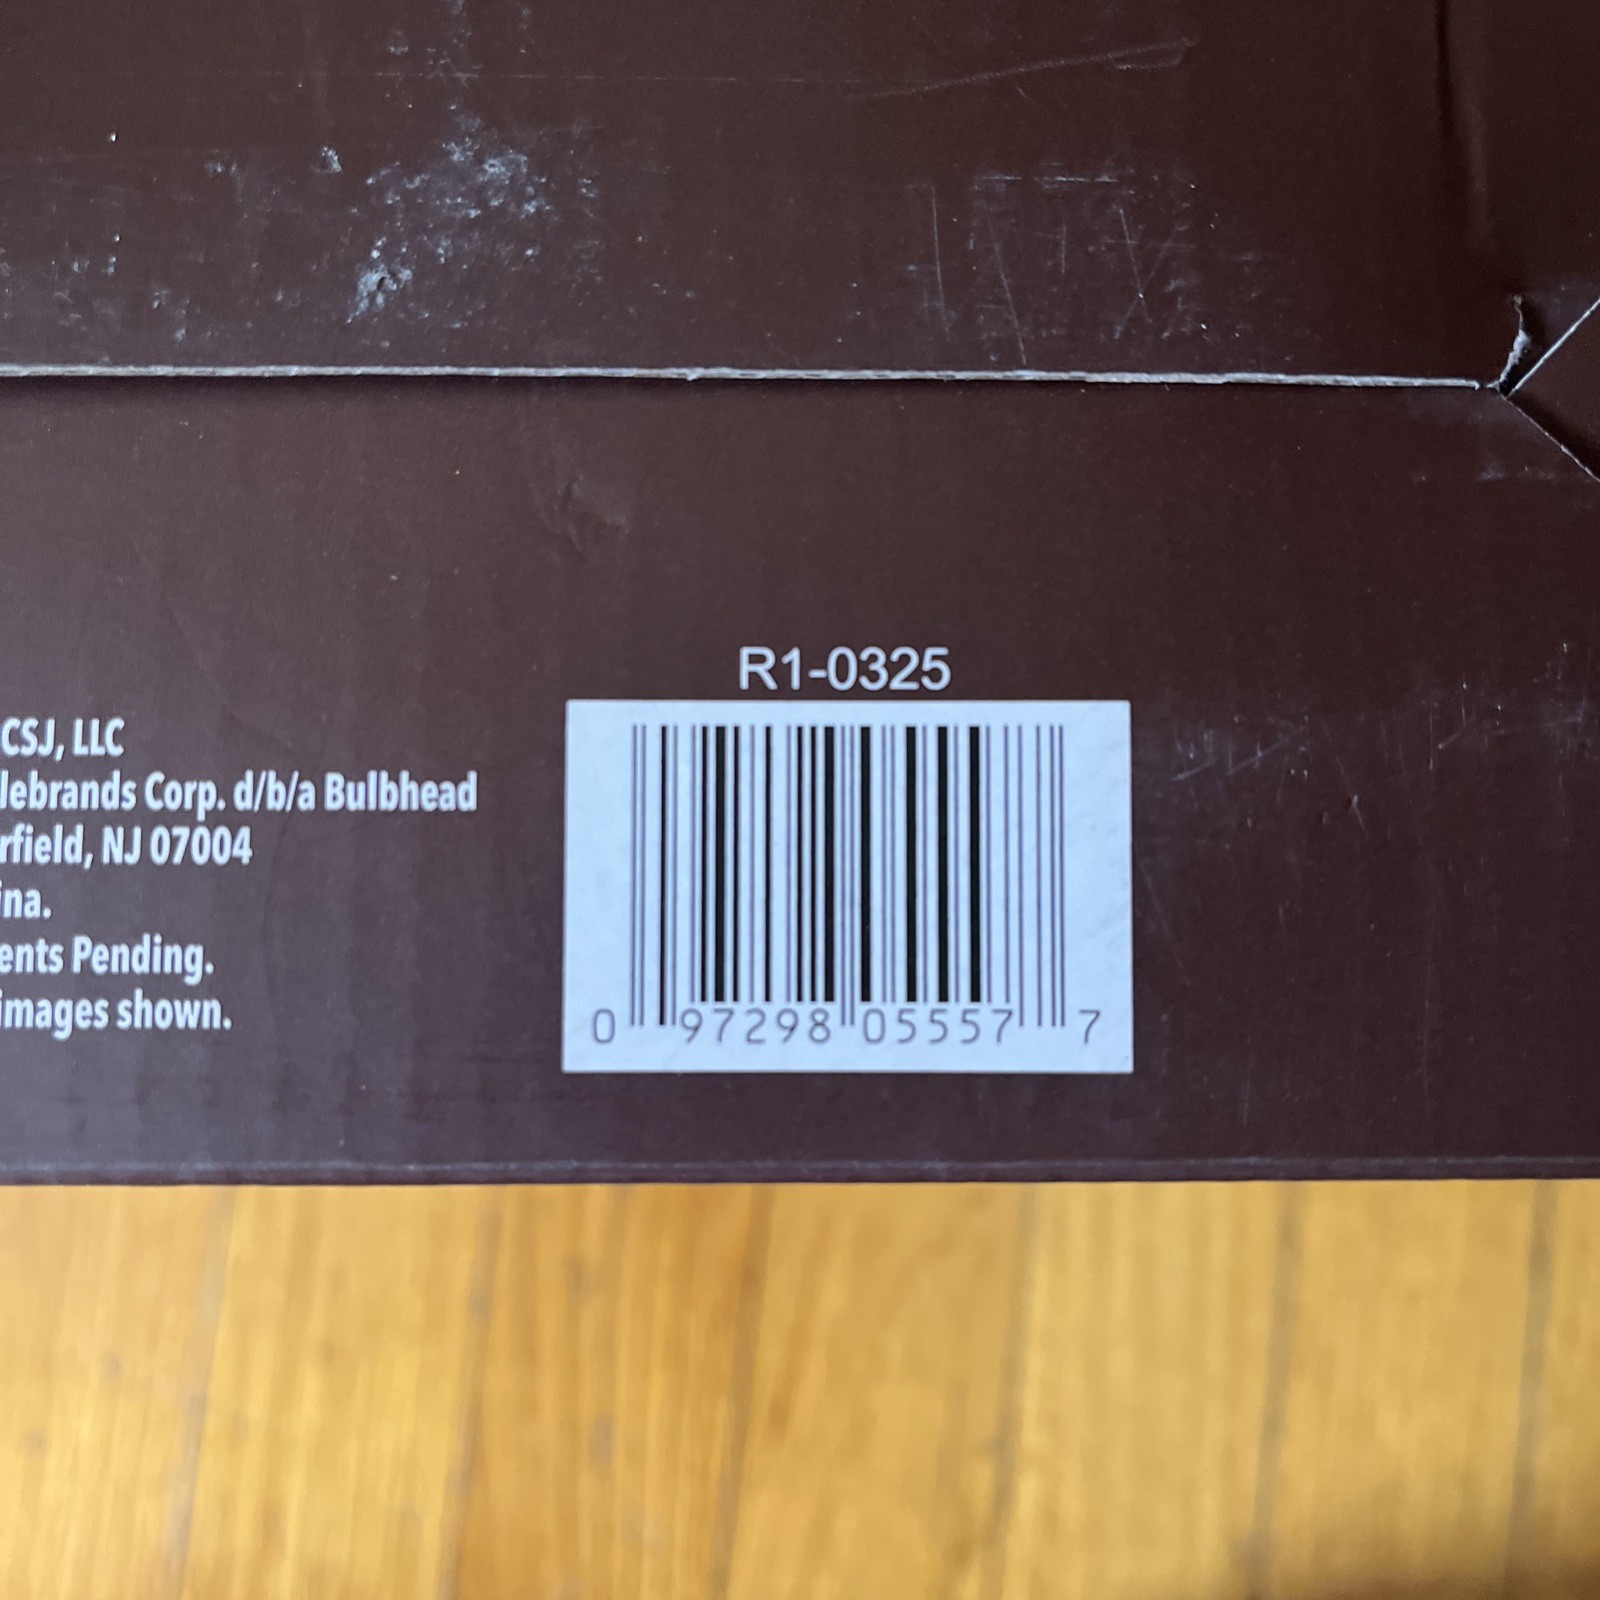 R1-0325
CSJ, LLC
lebrands Corp. d/b/a Bulbhead
rfield, NJ 07004
ina.
ents Pending.
images shown.
0 97298 05557 7